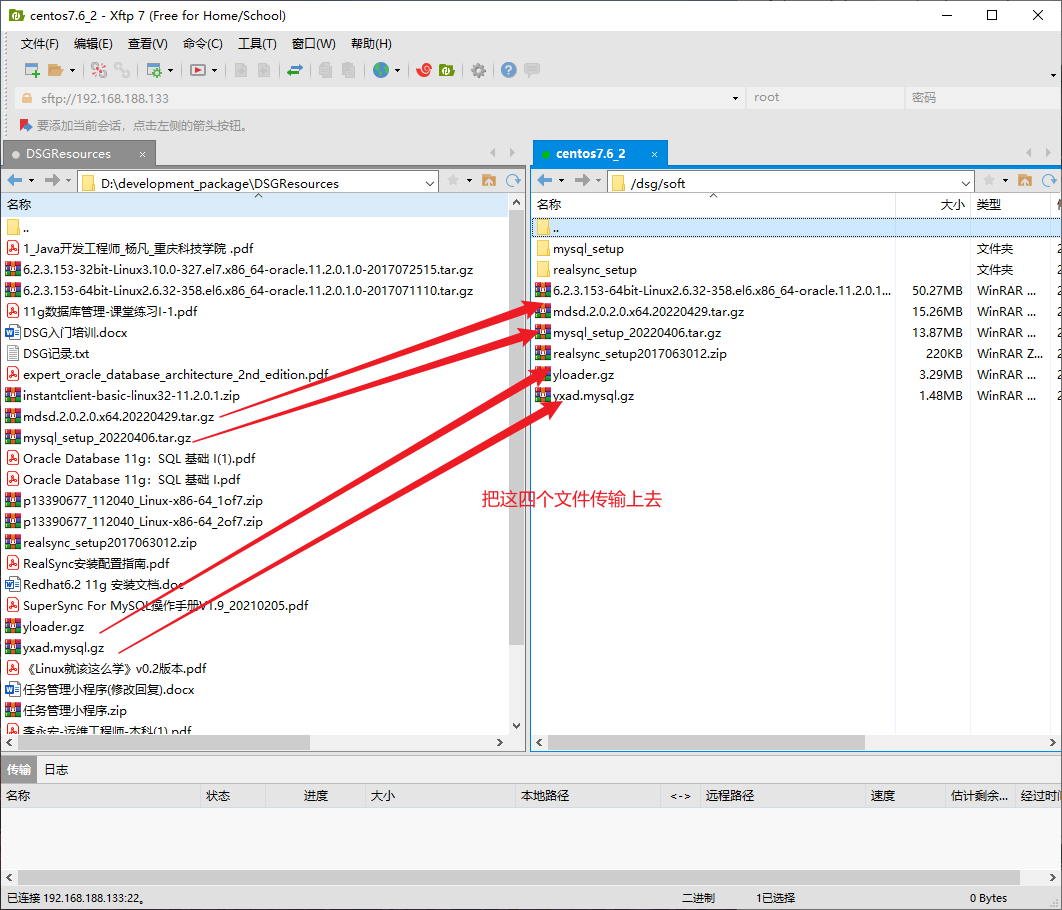 centos7.6_2 - Xftp 7 (Free for Home/School)
文件(F) 编辑(E) 查看(V) 命令(C) 工具(T) 窗口(W) 帮助(H)
sftp://192.168.188.133 root 密码
要添加当前会话，点击左侧的箭头按钮。
DSGResources ×
D:\development_package\DSGResources
名称
..
1_Java开发工程师_杨凡_重庆科技学院 .pdf
6.2.3.153-32bit-Linux3.10.0-327.el7.x86_64-oracle.11.2.0.1.0-2017072515.tar.gz
6.2.3.153-64bit-Linux2.6.32-358.el6.x86_64-oracle.11.2.0.1.0-2017071110.tar.gz
11g数据库管理-课堂练习I-1.pdf
DSG入门培训.docx
DSG记录.txt
expert_oracle_database_architecture_2nd_edition.pdf
instantclient-basic-linux32-11.2.0.1.zip
mdsd.2.0.2.0.x64.20220429.tar.gz
mysql_setup_20220406.tar.gz
Oracle Database 11g：SQL 基础 I(1).pdf
Oracle Database 11g：SQL 基础 I.pdf
p13390677_112040_Linux-x86-64_1of7.zip
p13390677_112040_Linux-x86-64_2of7.zip
realsync_setup2017063012.zip
RealSync安装配置指南.pdf
Redhat6.2 11g 安装文档.doc
SuperSync For MySQL操作手册V1.9_20210205.pdf
yloader.gz
yxad.mysql.gz
《Linux就该这么学》v0.2版本.pdf
任务管理小程序(修改回复).docx
任务管理小程序.zip
李永宏-运维工程师-本科(1).pdf
centos7.6_2 ×
/dsg/soft
名称 大小 类型
..
mysql_setup 文件夹
realsync_setup 文件夹
6.2.3.153-64bit-Linux2.6.32-358.el6.x86_64-oracle.11.2.0.1... 50.27MB WinRAR ...
mdsd.2.0.2.0.x64.20220429.tar.gz 15.26MB WinRAR ...
mysql_setup_20220406.tar.gz 13.87MB WinRAR ...
realsync_setup2017063012.zip 220KB WinRAR Z...
yloader.gz 3.29MB WinRAR ...
yxad.mysql.gz 1.48MB WinRAR ...
把这四个文件传输上去
传输 日志
名称 状态 进度 大小 本地路径 <-> 远程路径 速度 估计剩余... 经过时间
已连接 192.168.188.133:22。 二进制 1已选择 0 Bytes